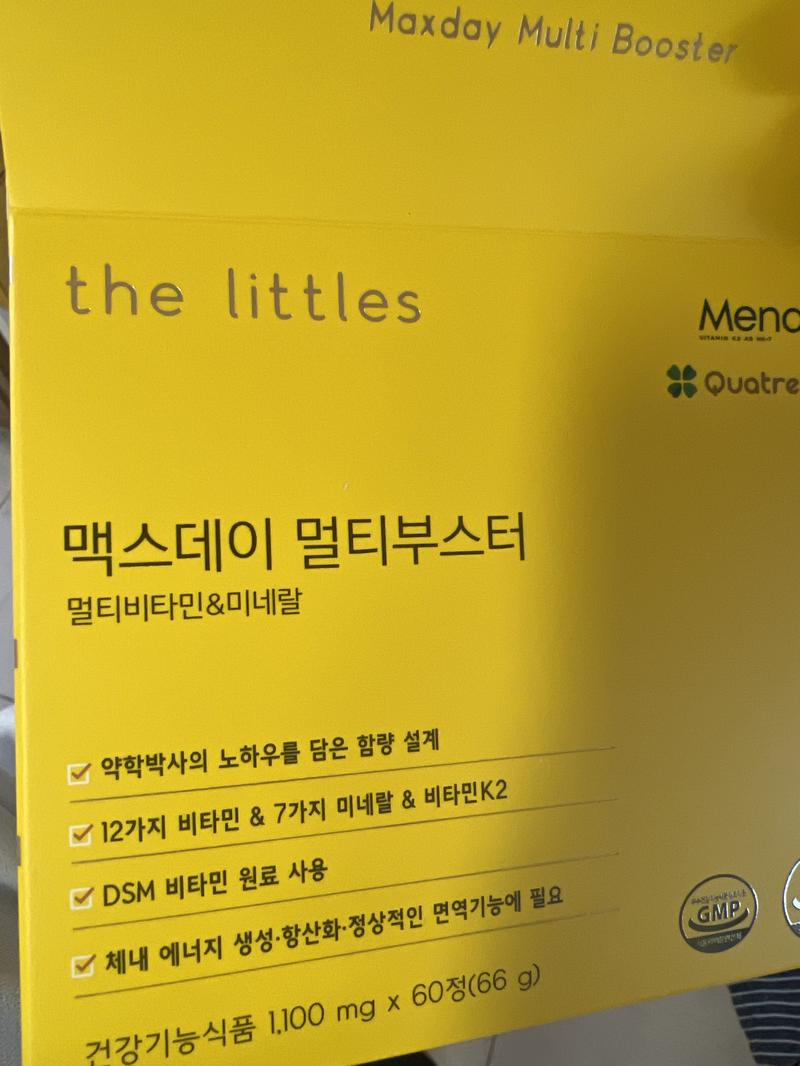 Maxday Multi Booster
the littles
VITAMIN K2 AS MK-7
맥스데이 멀티부스터
멀티비타민&미네랄
약학박사의 노하우를 담은 함량 설계
12가지 비타민 & 7가지 미네랄 & 비타민K2
DSM 비타민 원료 사용
체내 에너지 생성·항산화·정상적인 면역기능에 필요
GMP
건강기능식품 1,100 mg x 60정(66 g)